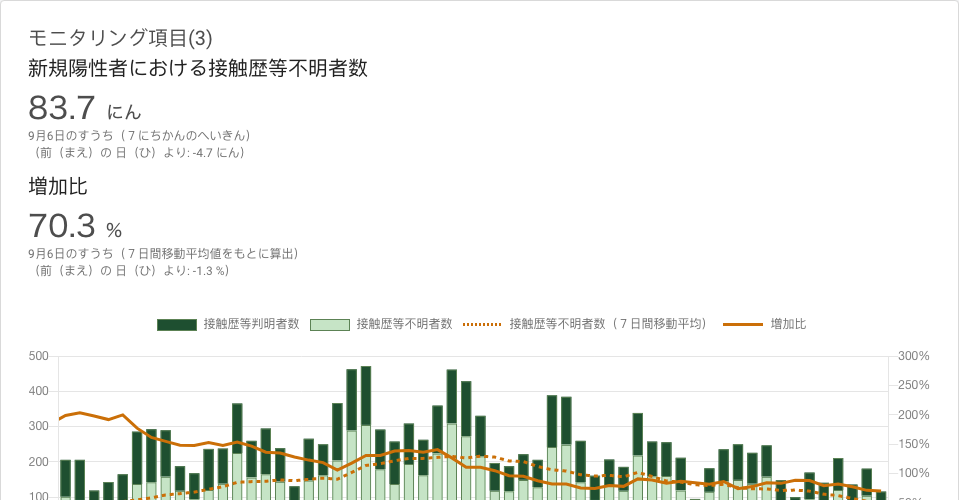 モニタリング項目(3)
新規陽性者における接触歴等不明者数
83.7 にん
9月6日のすうち（７にちかんのへいきん）
（前（まえ）の 日（ひ）より: -4.7 にん）
増加比
70.3 %
9月6日のすうち（７日間移動平均値をもとに算出）
（前（まえ）の 日（ひ）より: -1.3 %）
接触歴等判明者数 接触歴等不明者数 接触歴等不明者数（７日間移動平均） 増加比
500 300%
250%
400
200%
300
150%
200
100%
100